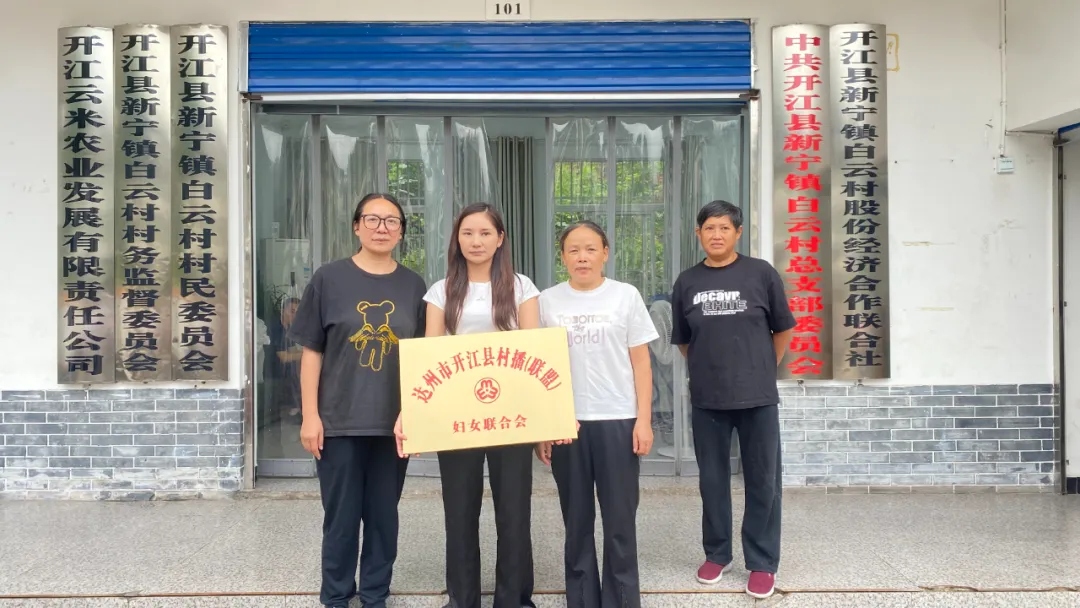 101
开江云米农业发展有限责任公司
开江县新宁镇白云村村务监督委员会
开江县新宁镇白云村村民委员会
中共开江县新宁镇白云村总支部委员会
开江县新宁镇白云村股份经济合作联合社
达州市开江县村播(联盟)
妇女联合会
Tomorrow
World!
Decayr
WHITE